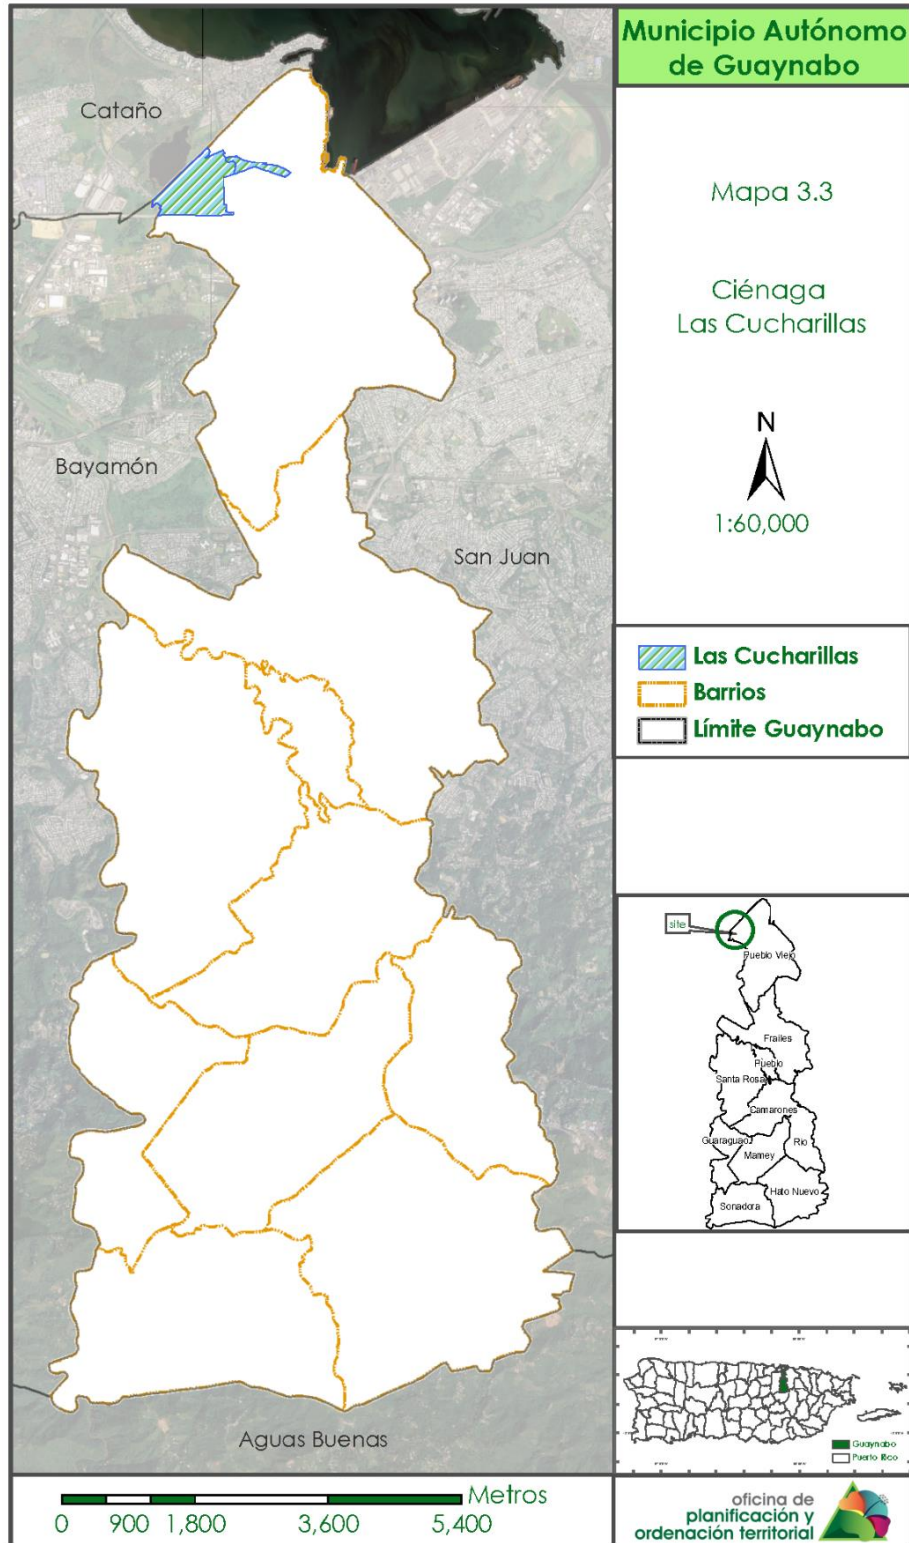 Municipio Autónomo
de Guaynabo
Mapa 3.3
Ciénaga
Las Cucharillas
N
1:60,000
Cataño
Bayamón
San Juan
Aguas Buenas
Las Cucharillas
Barrios
Límite Guaynabo
site
Pueblo Viejo
Frailes
Pueblo
Santa Rosa
Camarones
Guaraguao
Mamey
Rio
Hato Nuevo
Sonadora
Guaynabo
Puerto Rico
Metros
0 900 1,800 3,600 5,400
oficina de
planificación y
ordenación territorial